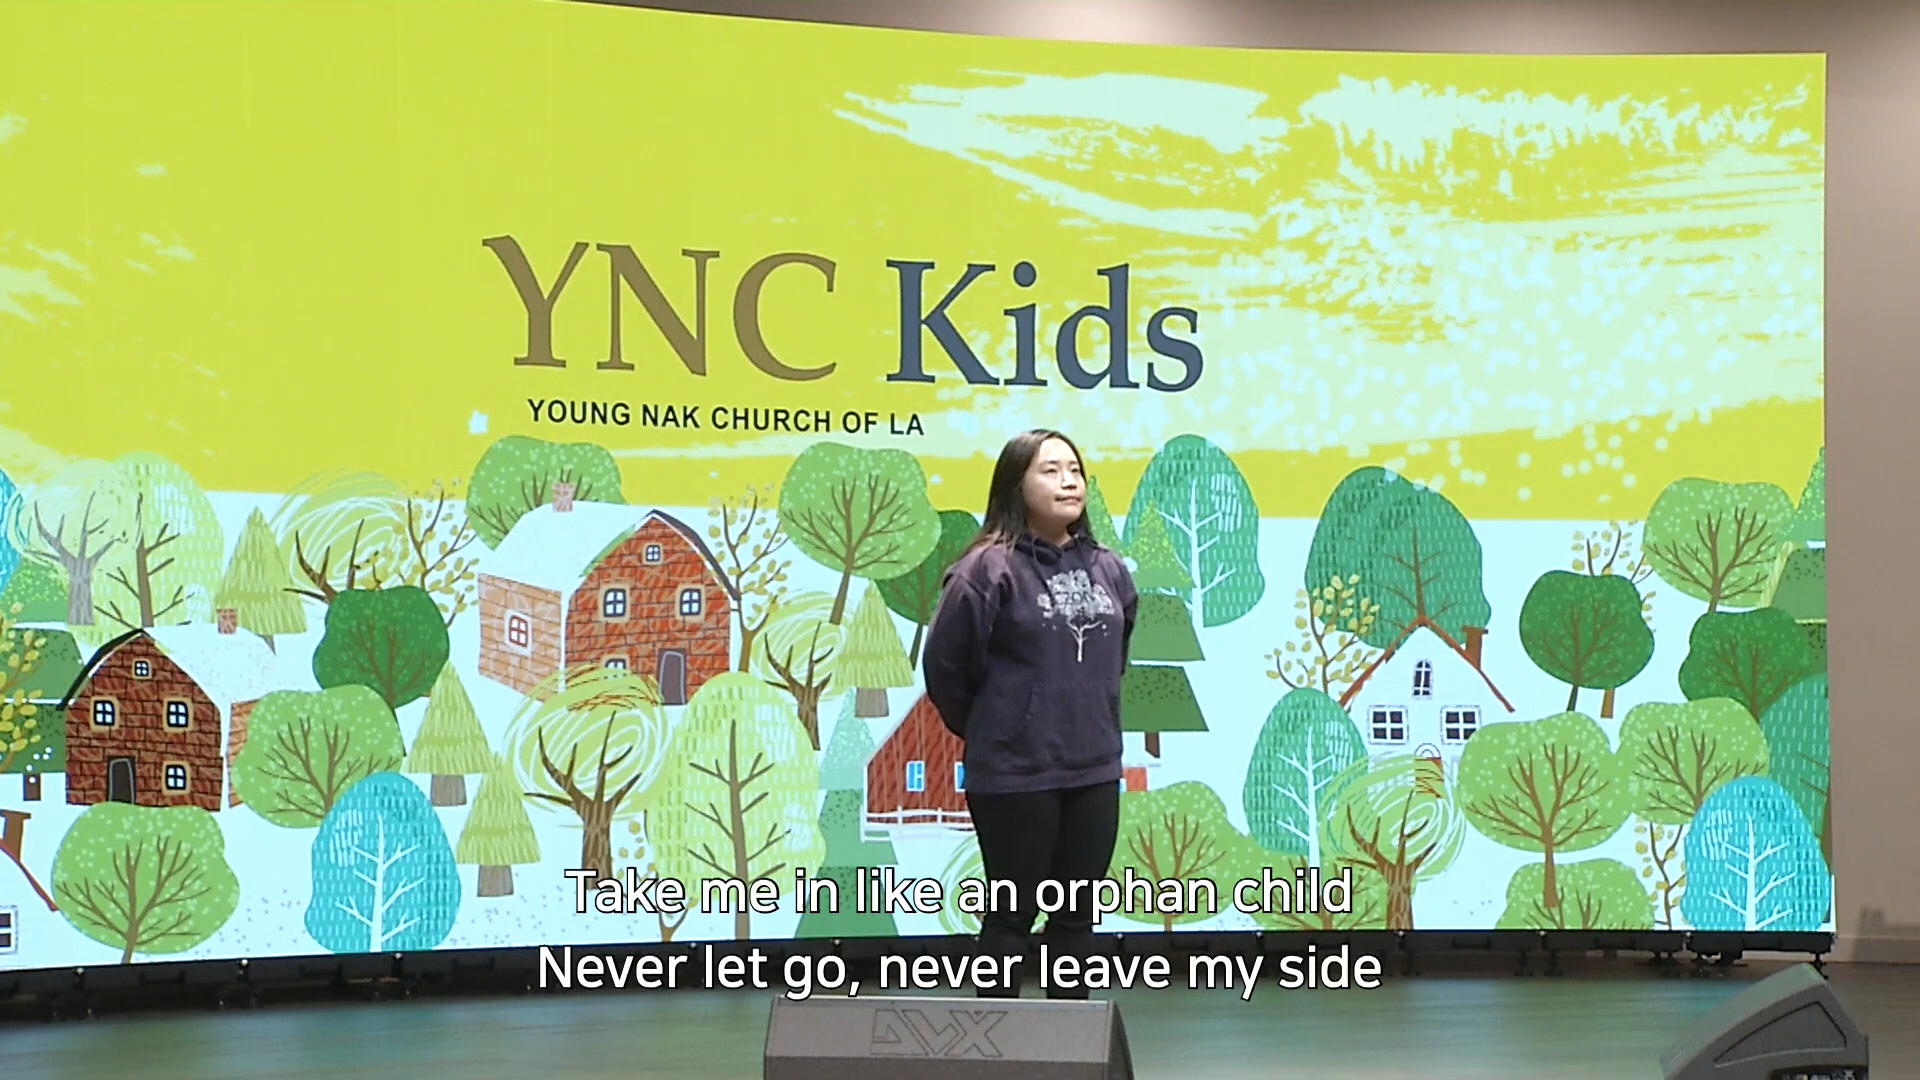 YNC Kids
YOUNG NAK CHURCH OF LA
Take me in like an orphan child
Never let go, never leave my side